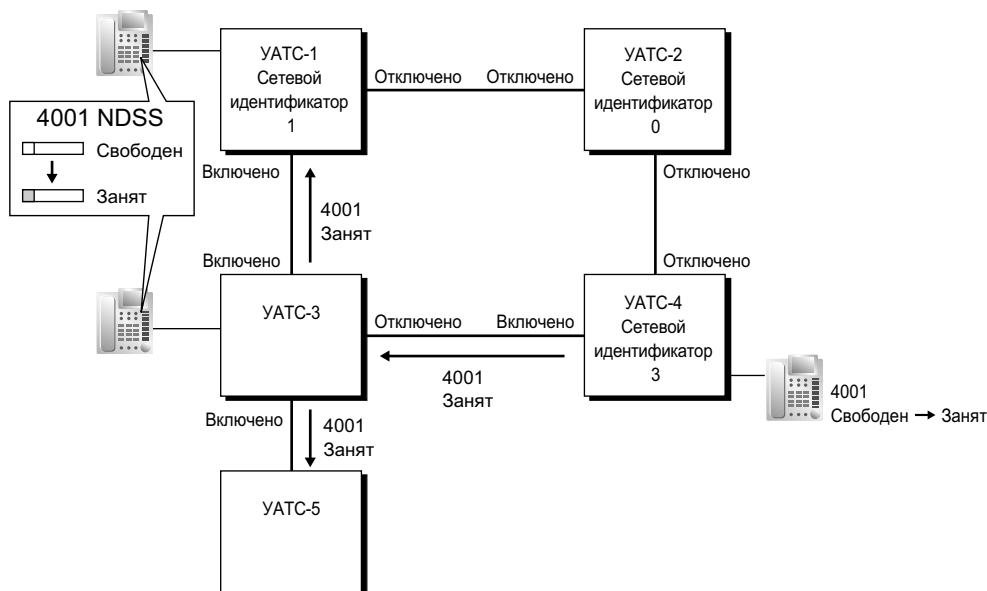 УАТС-1
Сетевой
идентификатор
1
Отключено
Отключено
УАТС-2
Сетевой
идентификатор
0
4001 NDSS
Свободен
Занят
Включено
4001
Занят
Отключено
Включено
Отключено
УАТС-3
Отключено
Включено
УАТС-4
Сетевой
идентификатор
3
4001
Занят
4001
Свободен → Занят
Включено
4001
Занят
УАТС-5